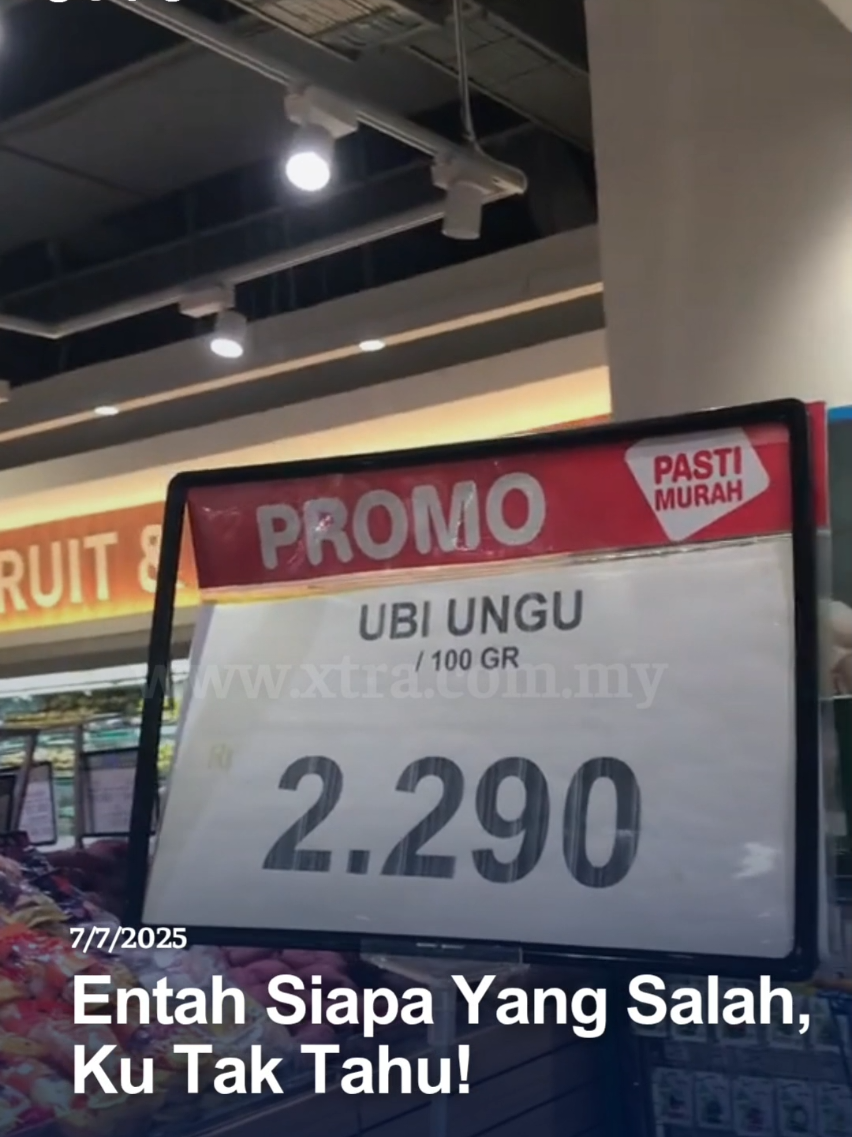 RUIT &
PROMO
PASTI
MURAH
UBI UNGU
/ 100 GR
www.xtra.com.my
2.290
7/7/2025
Entah Siapa Yang Salah,
Ku Tak Tahu!